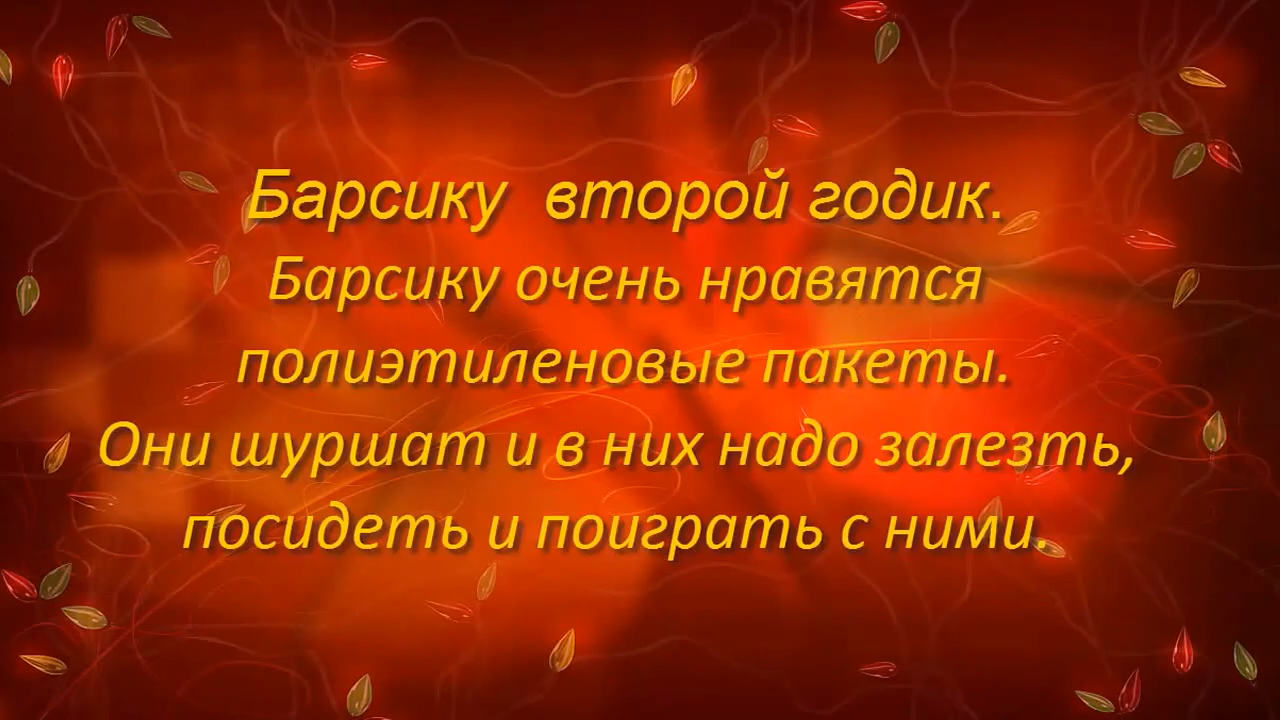 Барсику второй годик.
Барсику очень нравятся
полиэтиленовые пакеты.
Они шуршат и в них надо залезть,
посидеть и поиграть с ними.